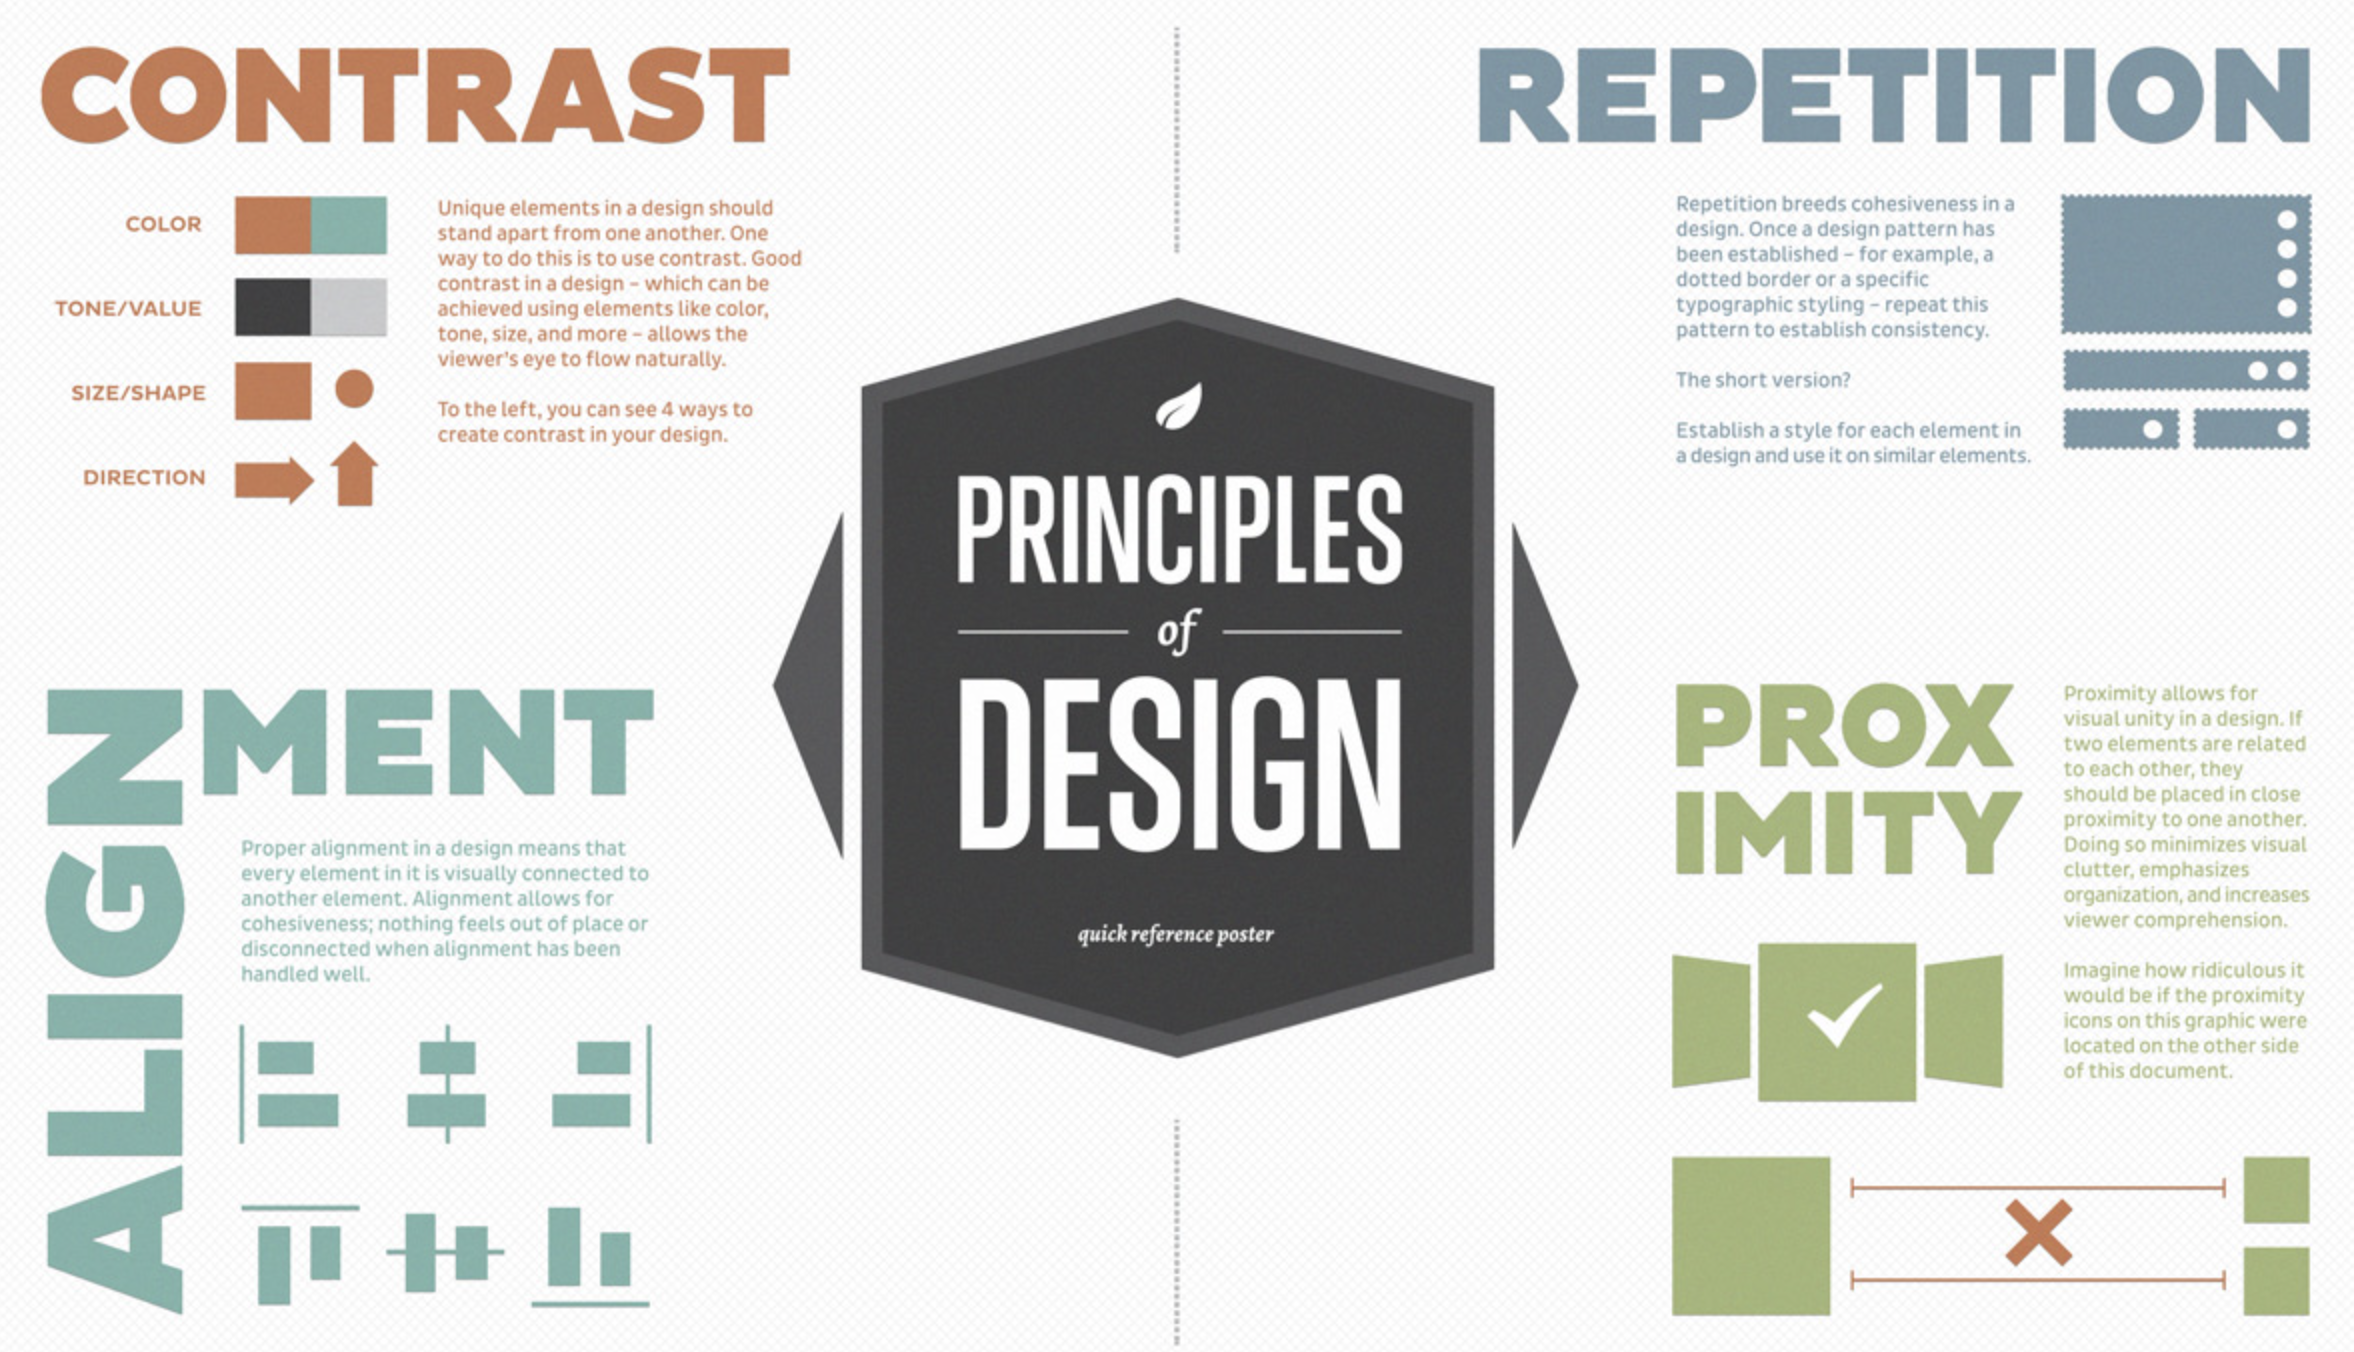 CONTRAST
COLOR
TONE/VALUE
SIZE/SHAPE
DIRECTION
Unique elements in a design should
stand apart from one another. One
way to do this is to use contrast. Good
contrast in a design – which can be
achieved using elements like color,
tone, size, and more – allows the
viewer's eye to flow naturally.
To the left, you can see 4 ways to
create contrast in your design.
REPETITION
Repetition breeds cohesiveness in a
design. Once a design pattern has
been established – for example, a
dotted border or a specific
typographic styling – repeat this
pattern to establish consistency.
The short version?
Establish a style for each element in
a design and use it on similar elements.
PRINCIPLES
of
DESIGN
quick reference poster
ALIGNMENT
Proper alignment in a design means that
every element in it is visually connected to
another element. Alignment allows for
cohesiveness; nothing feels out of place or
disconnected when alignment has been
handled well.
PROX
IMITY
Proximity allows for
visual unity in a design. If
two elements are related
to each other, they
should be placed in close
proximity to one another.
Doing so minimizes visual
clutter, emphasizes
organization, and increases
viewer comprehension.
Imagine how ridiculous it
would be if the proximity
icons on this graphic were
located on the other side
of this document.